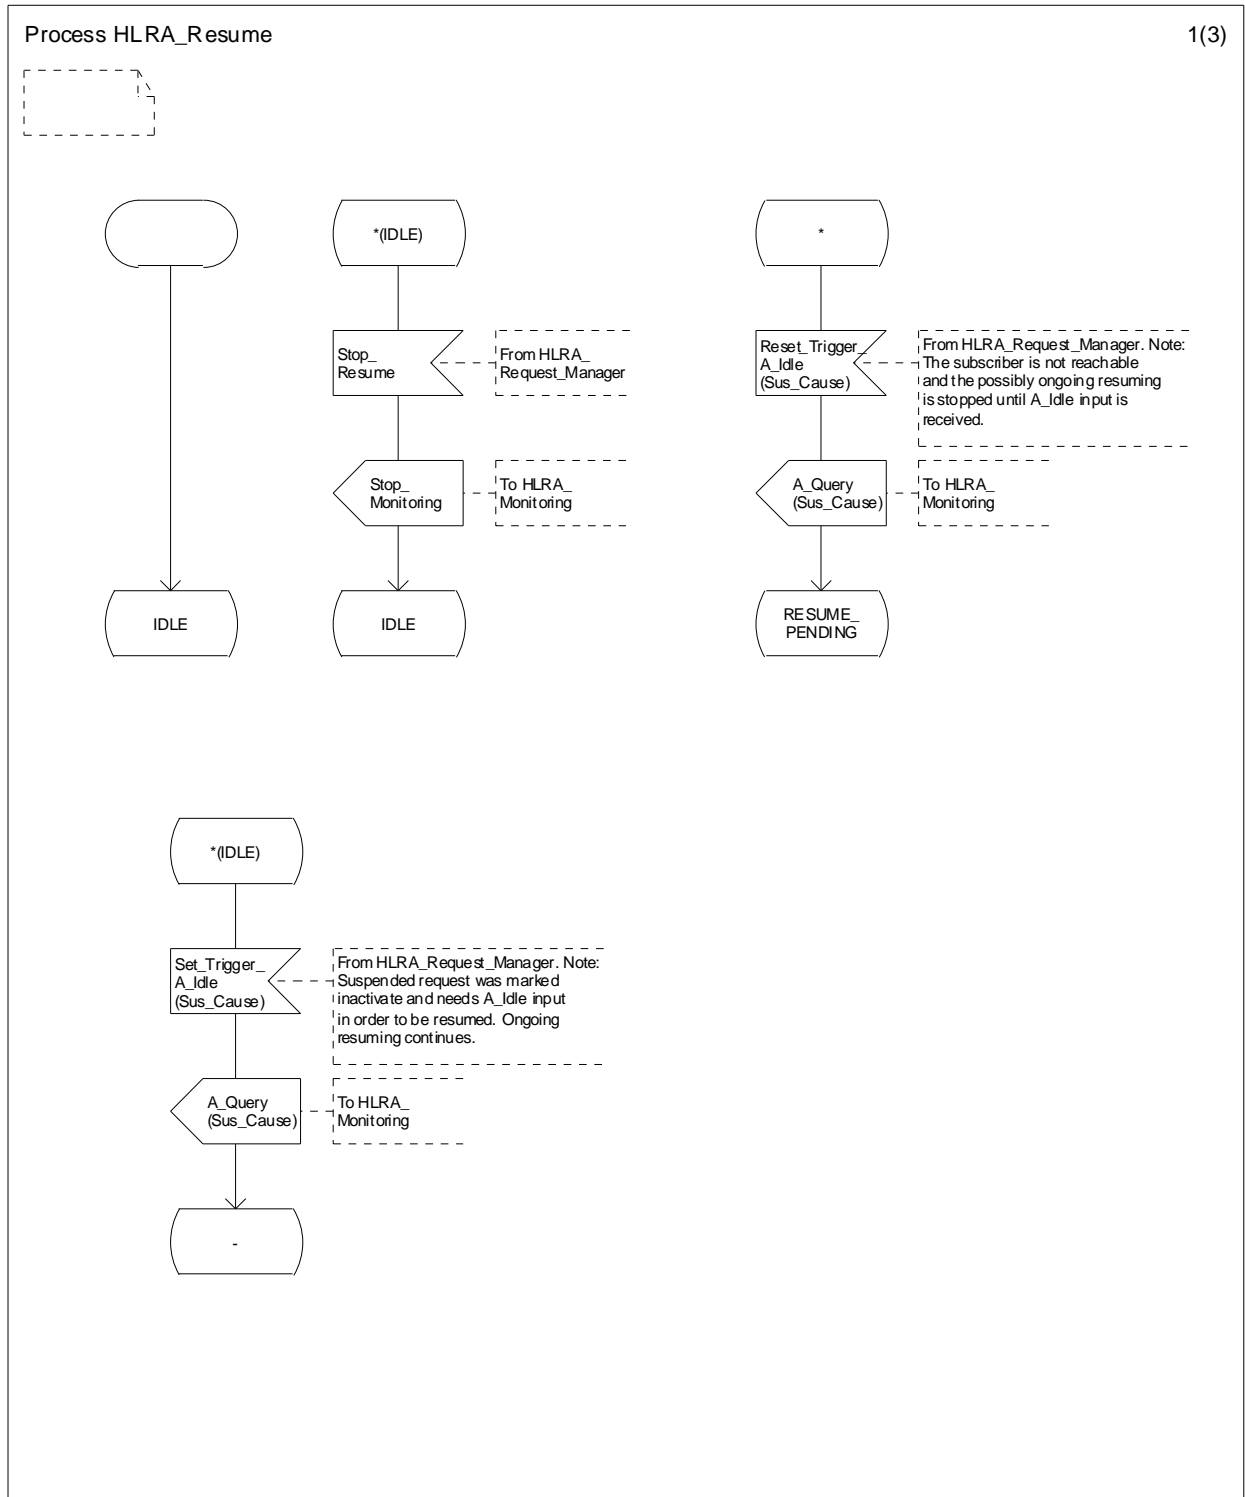 Process HLRA_Resume
1(3)
*(IDLE)
*
Stop_
Resume
From HLRA_
Request_Manager
Reset_Trigger_
A_Idle
(Sus_Cause)
From HLRA_Request_Manager. Note:
The subscriber is not reachable
and the possibly ongoing resuming
is stopped until A_Idle input is
received.
Stop_
Monitoring
To HLRA_
Monitoring
A_Query
(Sus_Cause)
To HLRA_
Monitoring
IDLE
IDLE
RESUME_
PENDING
*(IDLE)
Set_Trigger_
A_Idle
(Sus_Cause)
From HLRA_Request_Manager. Note:
Suspended request was marked
inactivate and needs A_Idle input
in order to be resumed. Ongoing
resuming continues.
A_Query
(Sus_Cause)
To HLRA_
Monitoring
-